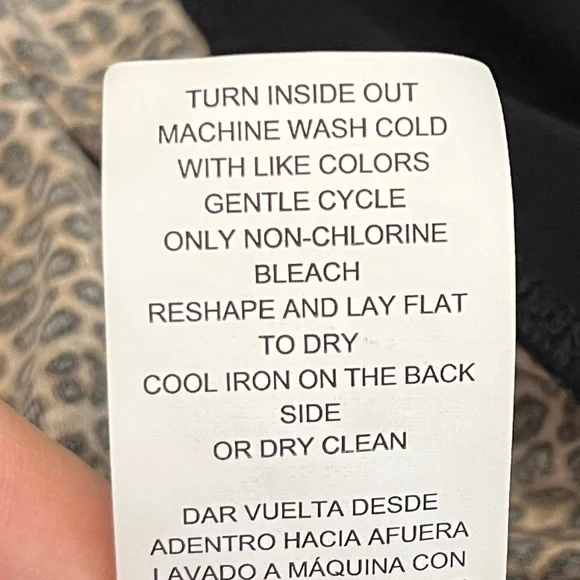 TURN INSIDE OUT
MACHINE WASH COLD
WITH LIKE COLORS
GENTLE CYCLE
ONLY NON-CHLORINE
BLEACH
RESHAPE AND LAY FLAT
TO DRY
COOL IRON ON THE BACK
SIDE
OR DRY CLEAN
DAR VUELTA DESDE
ADENTRO HACIA AFUERA
LAVADO A MÁQUINA CON